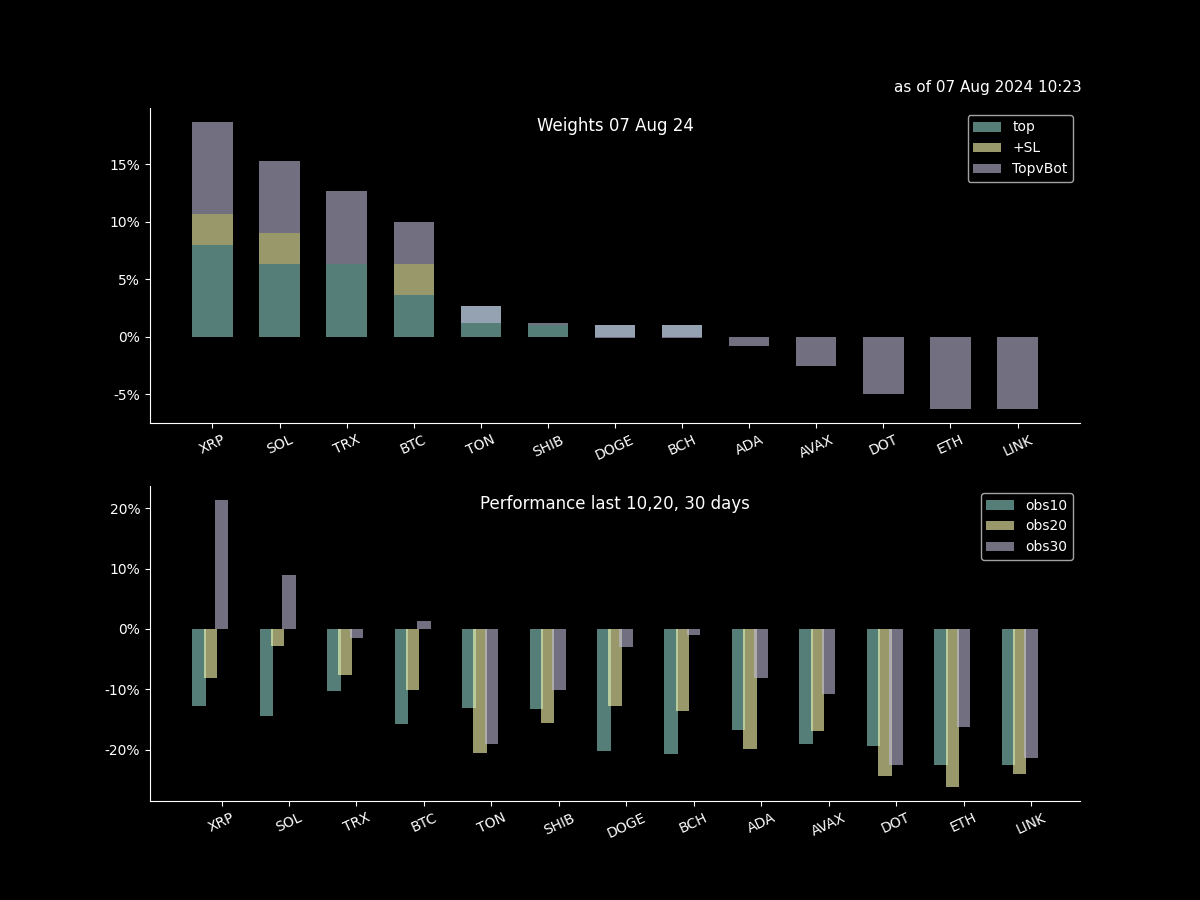 as of 07 Aug 2024 10:23
Weights 07 Aug 24
top
+SL
TopvBot
15%
10%
5%
0%
-5%
XRP SOL TRX BTC TON SHIB DOGE BCH ADA AVAX DOT ETH LINK
Performance last 10,20, 30 days
obs10
obs20
obs30
20%
10%
0%
-10%
-20%
XRP SOL TRX BTC TON SHIB DOGE BCH ADA AVAX DOT ETH LINK